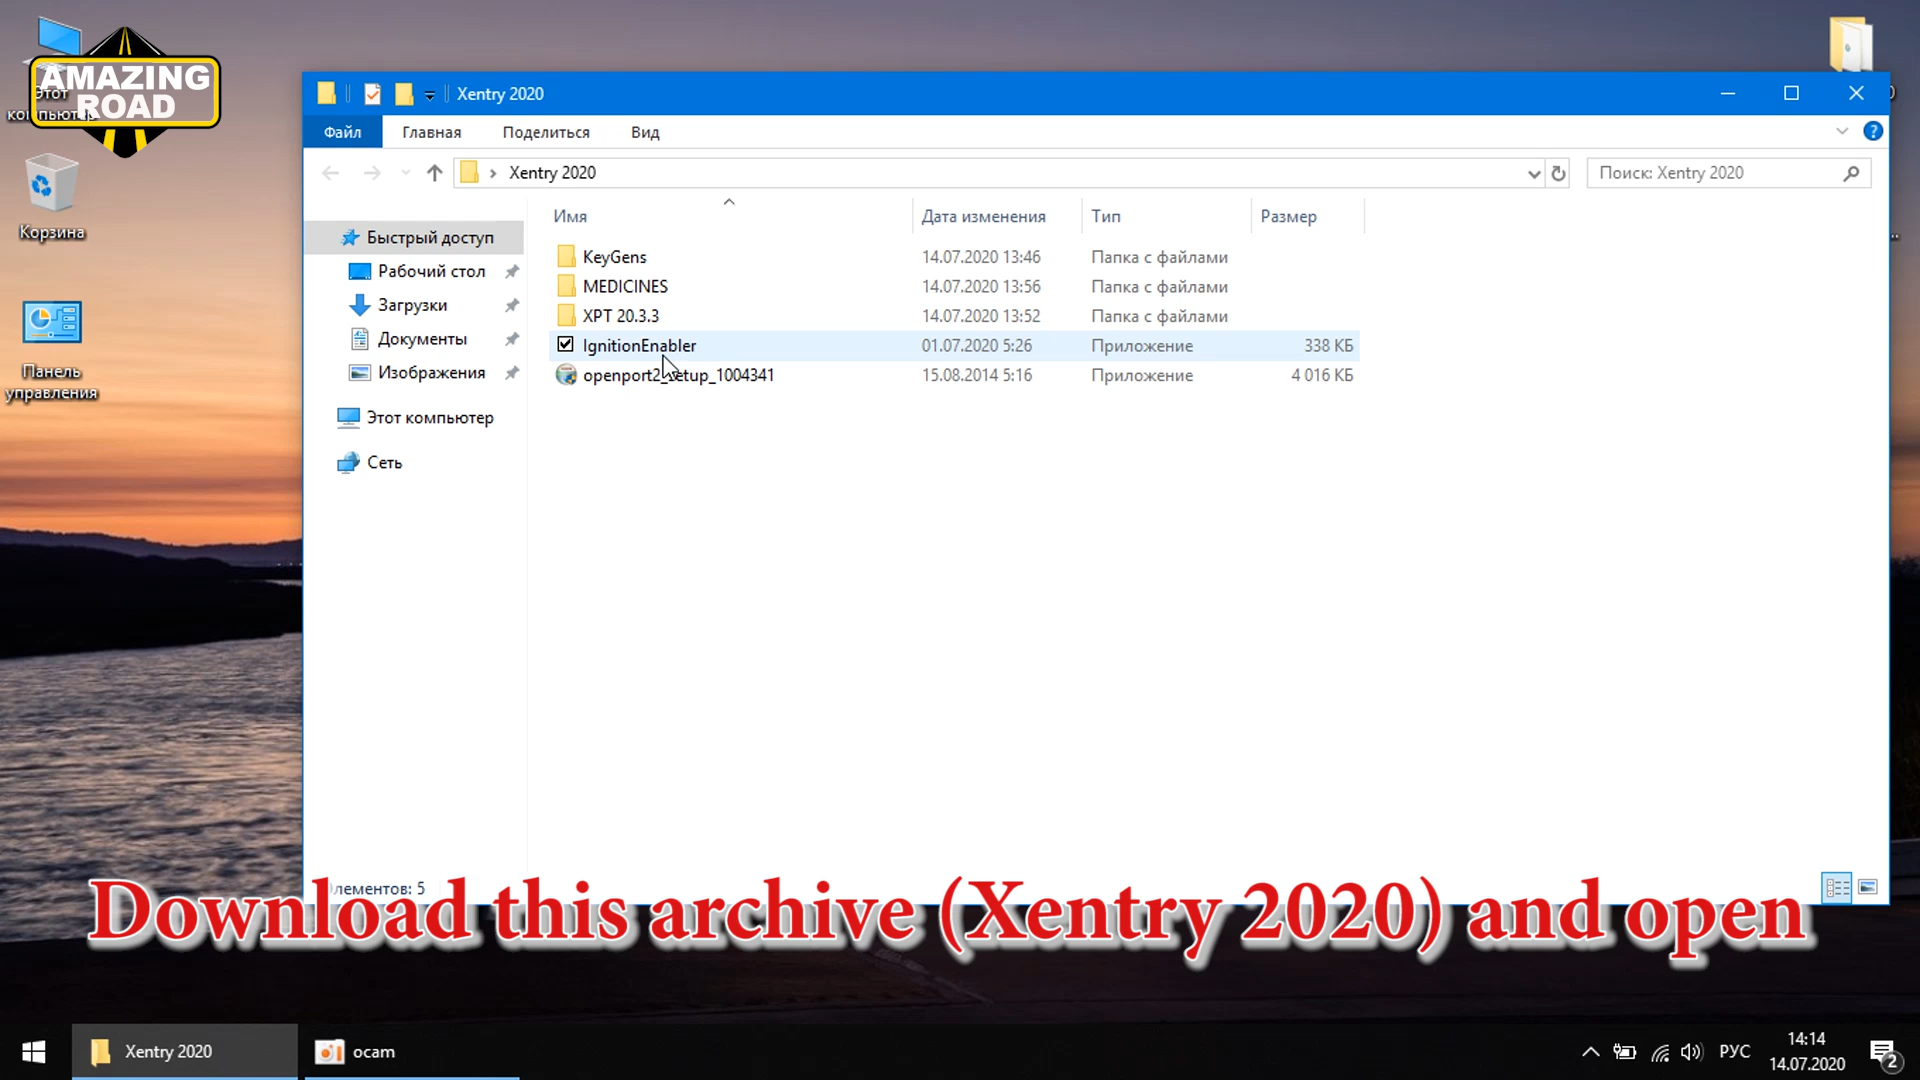 AMAZING
ROAD
Этот
компьютер
Корзина
Панель
управления
Xentry 2020
Файл
Главная
Поделиться
Вид
Xentry 2020
Поиск: Xentry 2020
Имя
Дата изменения
Тип
Размер
Быстрый доступ
Рабочий стол
Загрузки
Документы
Изображения
Этот компьютер
Сеть
KeyGens 14.07.2020 13:46 Папка с файлами
MEDICINES 14.07.2020 13:56 Папка с файлами
XPT 20.3.3 14.07.2020 13:52 Папка с файлами
IgnitionEnabler 01.07.2020 5:26 Приложение 338 КБ
openport2_setup_1004341 15.08.2014 5:16 Приложение 4 016 КБ
лементов: 5
Download this archive (Xentry 2020) and open
Xentry 2020
ocam
РУС
14:14
14.07.2020
2